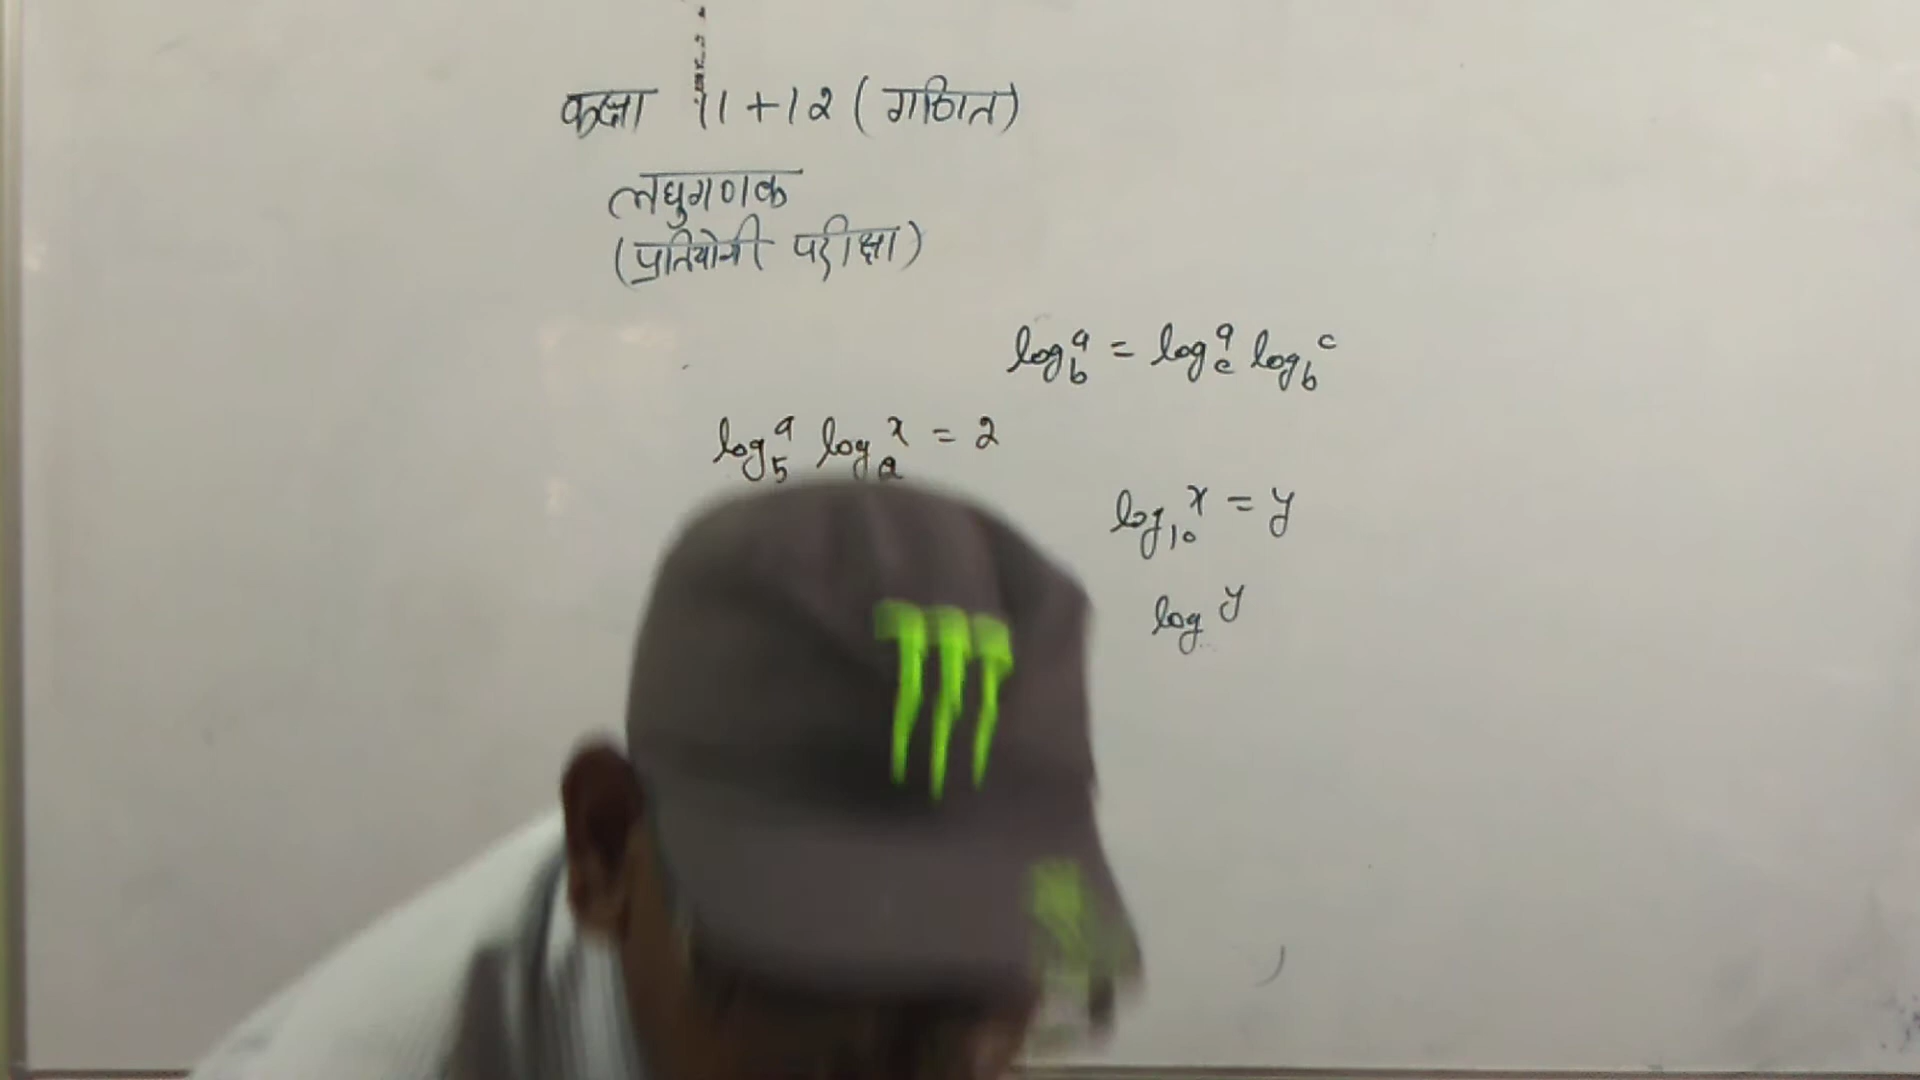 कक्षा 11+12 (गणित)
लघुगणक
(प्रतियोगी परीक्षा)
log_b^a = log_c^a log_b^c
log_5^a log_a^x = 2
log_10^x = y
log y